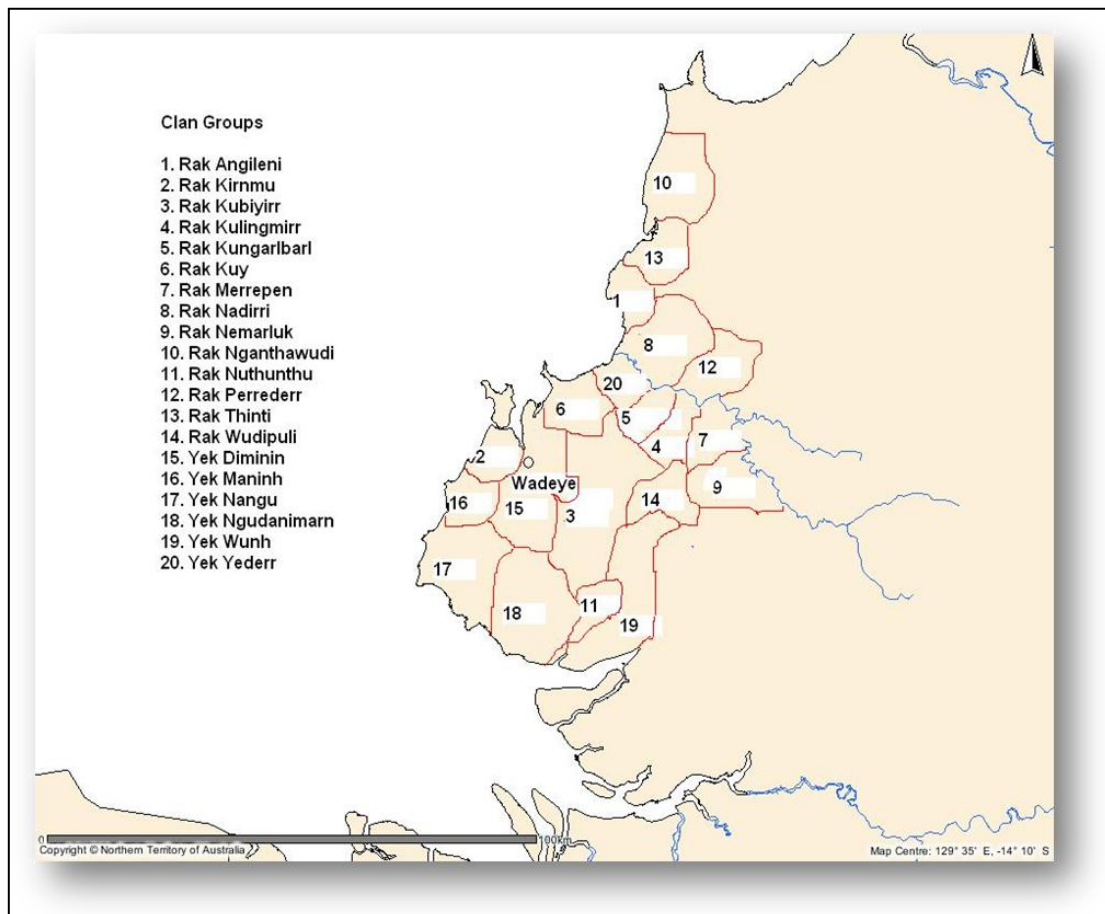 Clan Groups
1. Rak Angileni
2. Rak Kirnmu
3. Rak Kubiyirr
4. Rak Kulingmirr
5. Rak Kungarlbarl
6. Rak Kuy
7. Rak Merrepen
8. Rak Nadirri
9. Rak Nemarluk
10. Rak Nganthawudi
11. Rak Nuthunthu
12. Rak Perrederr
13. Rak Thinti
14. Rak Wudipuli
15. Yek Diminin
16. Yek Maninh
17. Yek Nangu
18. Yek Ngudanimarn
19. Yek Wunh
20. Yek Yederr
10
13
1
8
12
20
6
5
4
7
2
Wadeye
9
16
15
3
14
17
18
11
19
0
100km
Copyright © Northern Territory of Australia
Map Centre: 129° 35' E, -14° 10' S